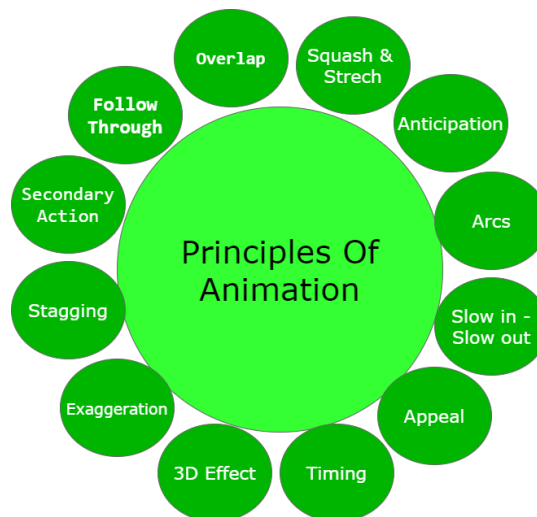 Principles Of
Animation
Overlap
Squash &
Strech
Anticipation
Arcs
Slow in -
Slow out
Appeal
Timing
3D Effect
Exaggeration
Stagging
Secondary
Action
Follow
Through